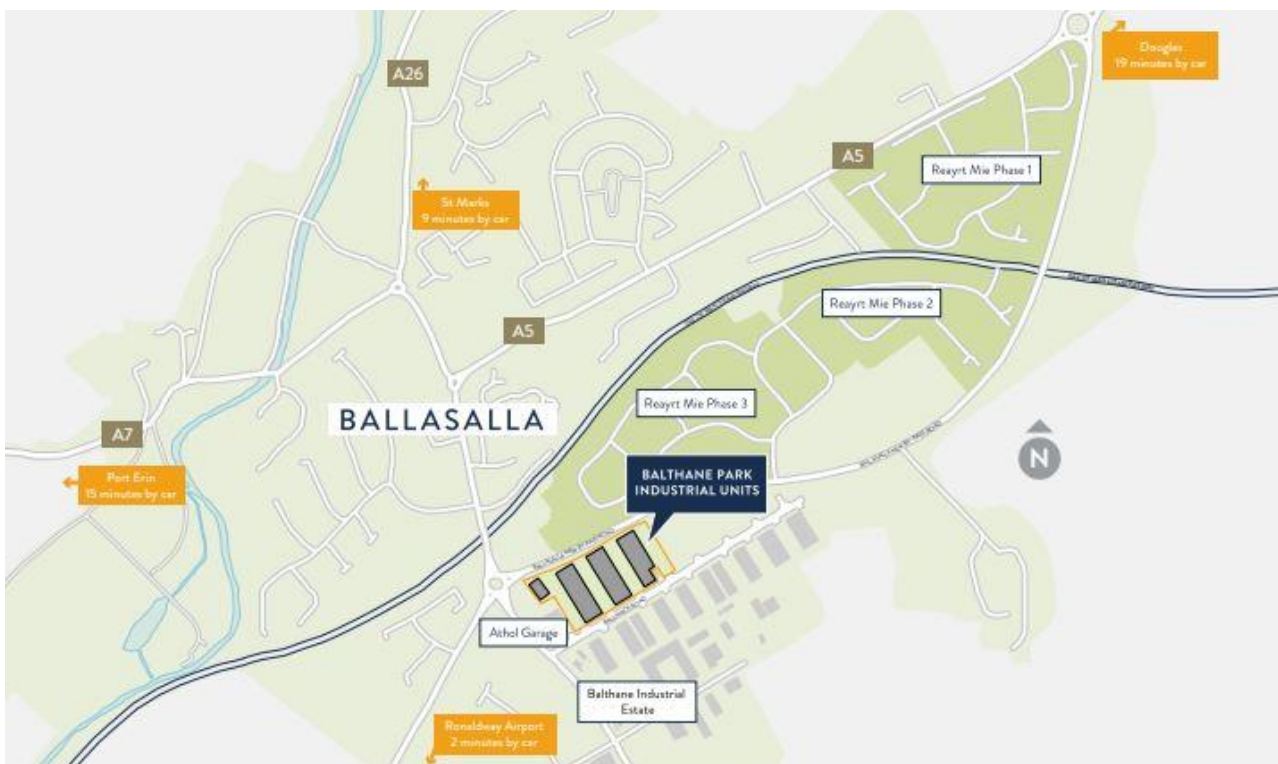 Douglas
19 minutes by car
A26
A5
Reayrt Mie Phase 1
St Marks
9 minutes by car
Reayrt Mie Phase 2
A5
Reayrt Mie Phase 3
BALLASALLA
A7
N
Port Erin
15 minutes by car
BALTHANE PARK
INDUSTRIAL UNITS
Athol Garage
Balthane Industrial
Estate
Ronaldway Airport
2 minutes by car